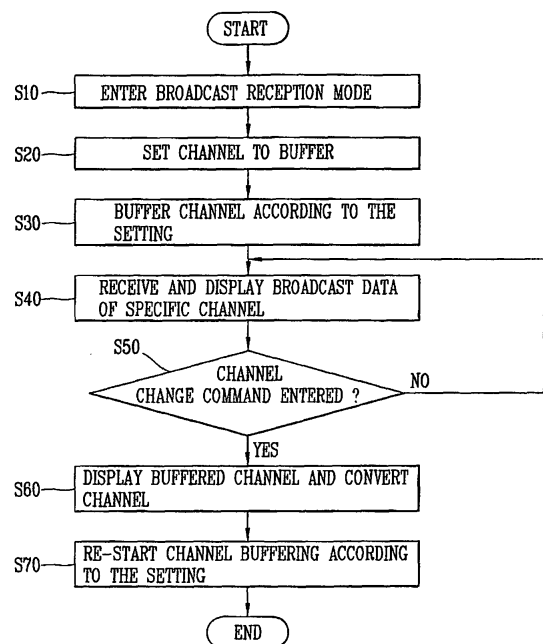 START
S10
ENTER BROADCAST RECEPTION MODE
S20
SET CHANNEL TO BUFFER
S30
BUFFER CHANNEL ACCORDING TO THE
SETTING
S40
RECEIVE AND DISPLAY BROADCAST DATA
OF SPECIFIC CHANNEL
S50
CHANNEL
CHANGE COMMAND ENTERED ?
NO
YES
S60
DISPLAY BUFFERED CHANNEL AND CONVERT
CHANNEL
S70
RE-START CHANNEL BUFFERING ACCORDING
TO THE SETTING
END